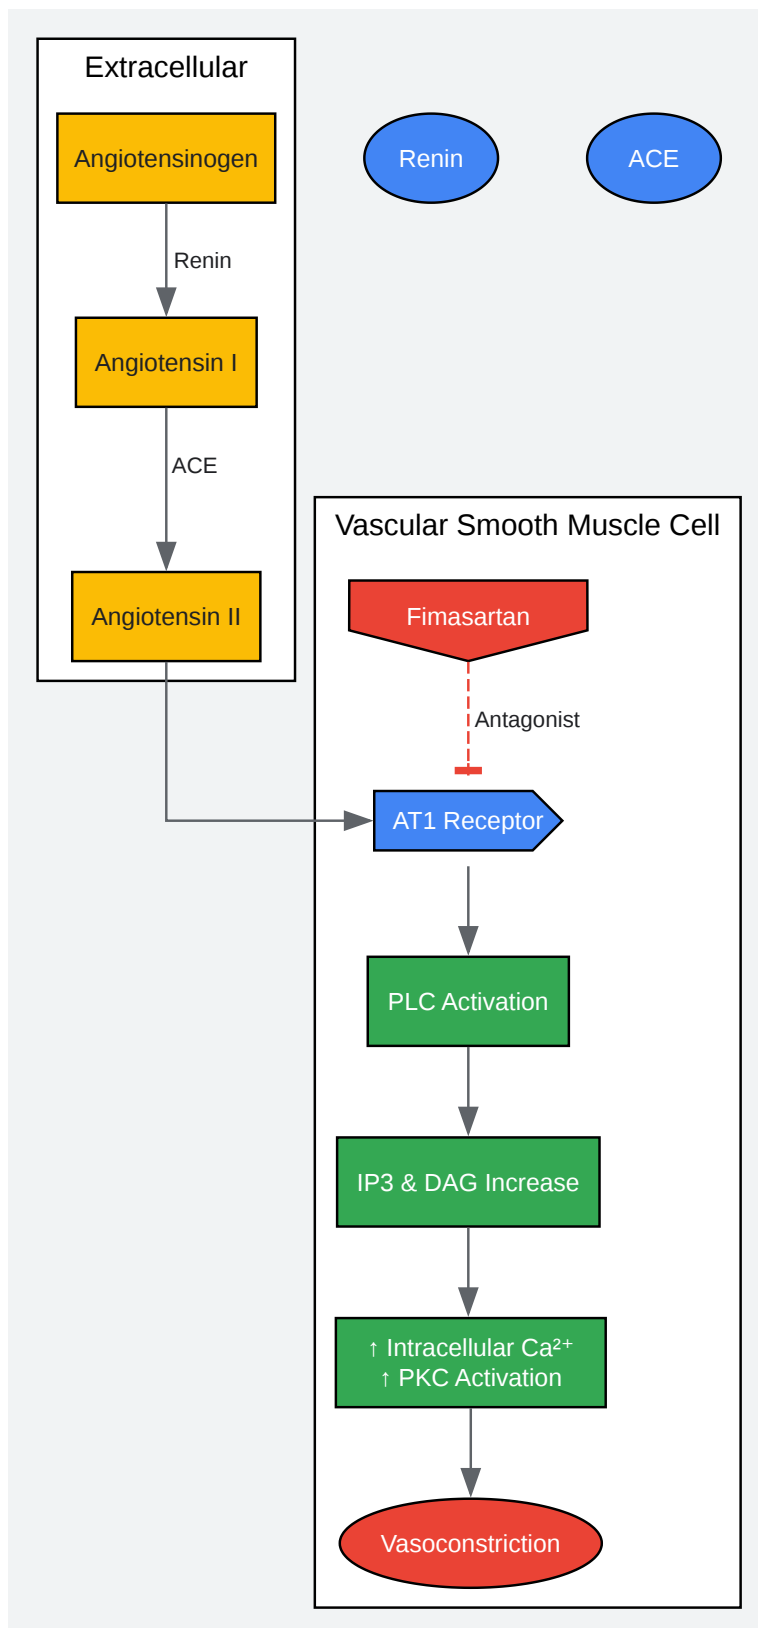 Extracellular
Angiotensinogen
Renin
ACE
Renin
Angiotensin I
ACE
Angiotensin II
Vascular Smooth Muscle Cell
Fimasartan
Antagonist
AT1 Receptor
PLC Activation
IP3 & DAG Increase
↑ Intracellular Ca²⁺
↑ PKC Activation
Vasoconstriction